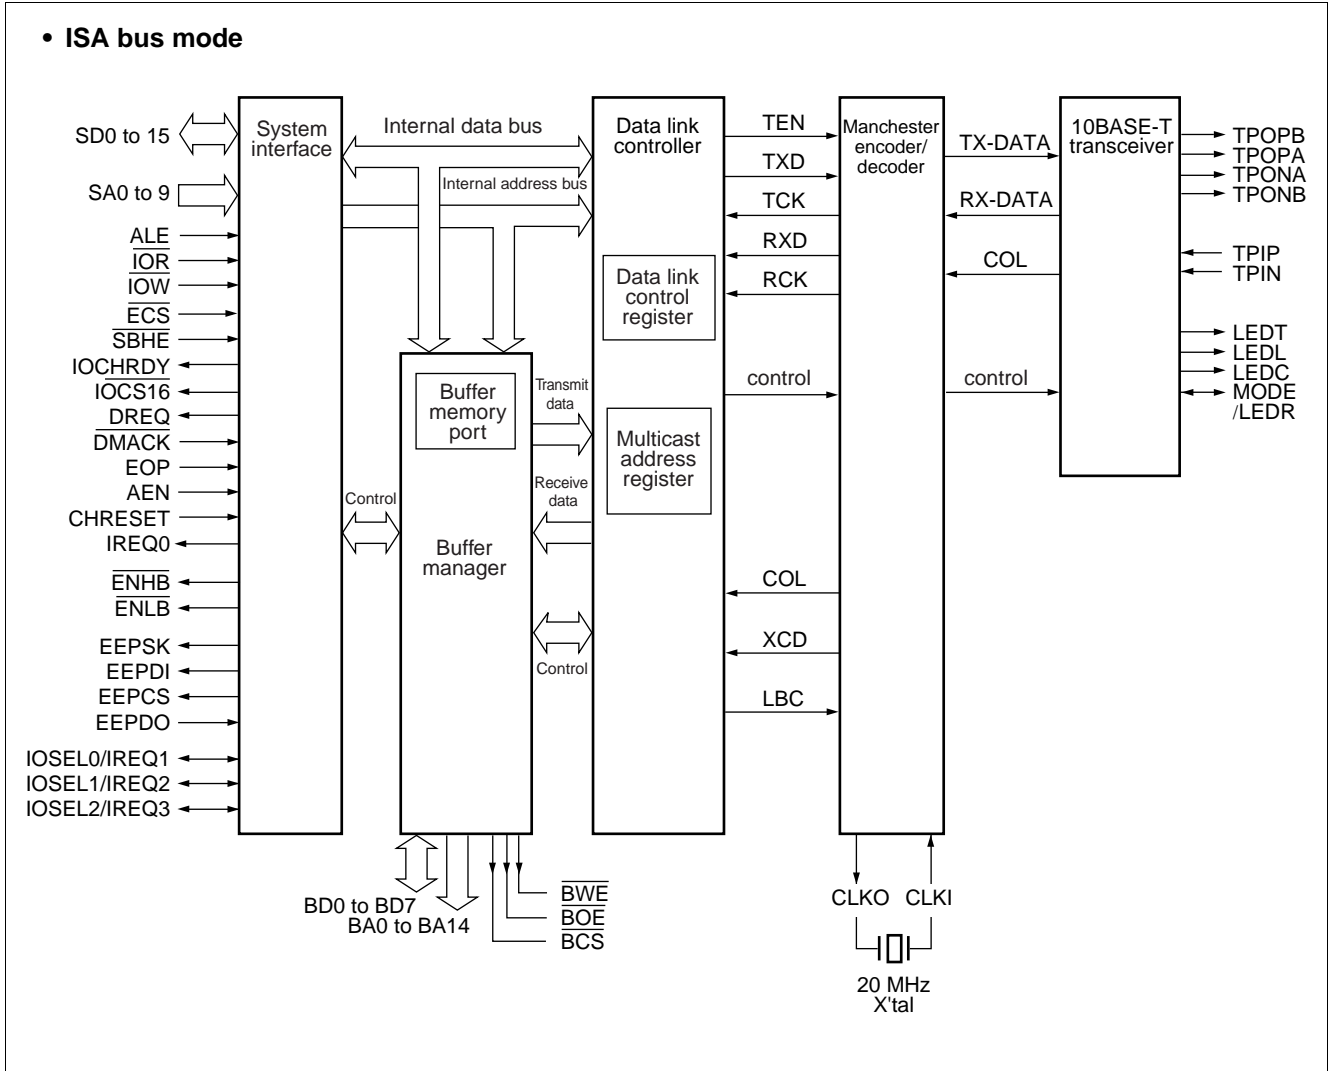 • ISA bus mode
SD0 to 15
SA0 to 9
ALE
IOR
IOW
ECS
SBHE
IOCHRDY
IOCS16
DREQ
DMACK
EOP
AEN
CHRESET
IREQ0
ENHB
ENLB
EEPSK
EEPDI
EEPCS
EEPDO
IOSEL0/IREQ1
IOSEL1/IREQ2
IOSEL2/IREQ3
System
interface
Internal data bus
Internal address bus
Control
Buffer
memory
port
Buffer
manager
Transmit
data
Receive
data
Control
BD0 to BD7
BA0 to BA14
BWE
BOE
BCS
Data link
controller
Data link
control
register
Multicast
address
register
TEN
TXD
TCK
RXD
RCK
control
COL
XCD
LBC
Manchester
encoder/
decoder
CLKO
CLKI
20 MHz
X'tal
TX-DATA
RX-DATA
COL
control
10BASE-T
transceiver
TPOPB
TPOPA
TPONA
TPONB
TPIP
TPIN
LEDT
LEDL
LEDC
MODE
/LEDR